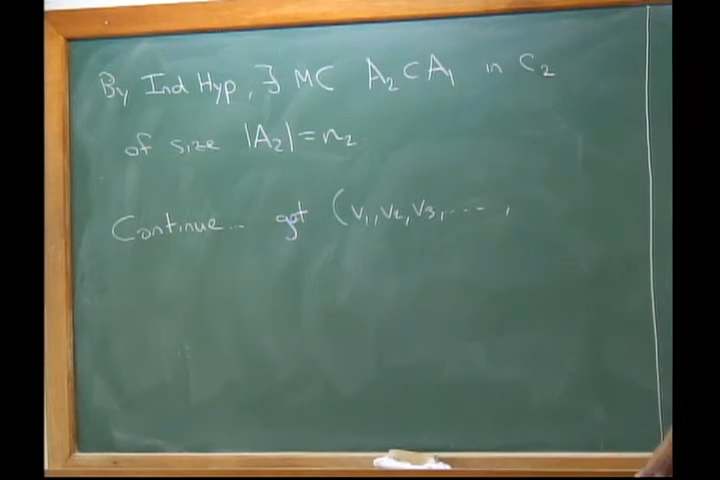 By Ind Hyp, ∃ MC A₂⊂A₁ in C₂
of size |A₂|=n₂
Continue... get (v₁,v₂,v₃,...,